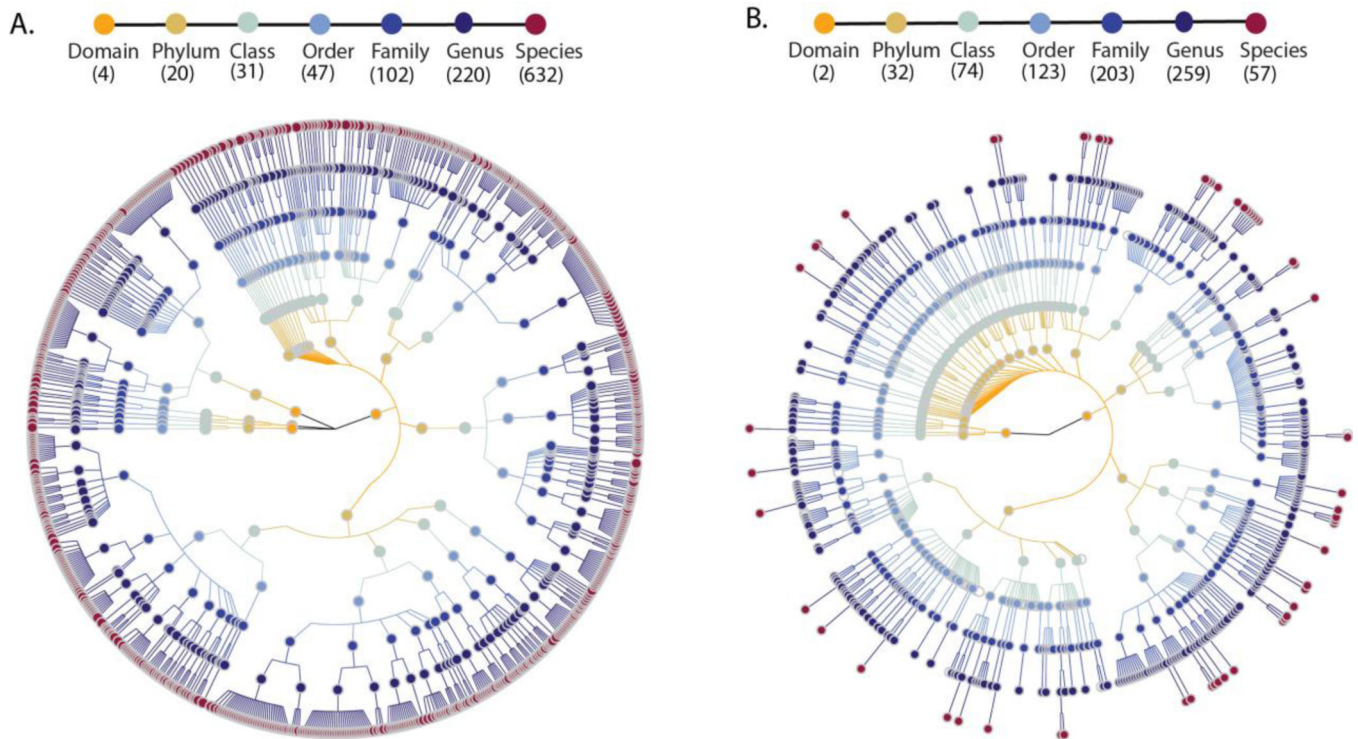 A.
Domain Phylum Class Order Family Genus Species
(4) (20) (31) (47) (102) (220) (632)
B.
Domain Phylum Class Order Family Genus Species
(2) (32) (74) (123) (203) (259) (57)